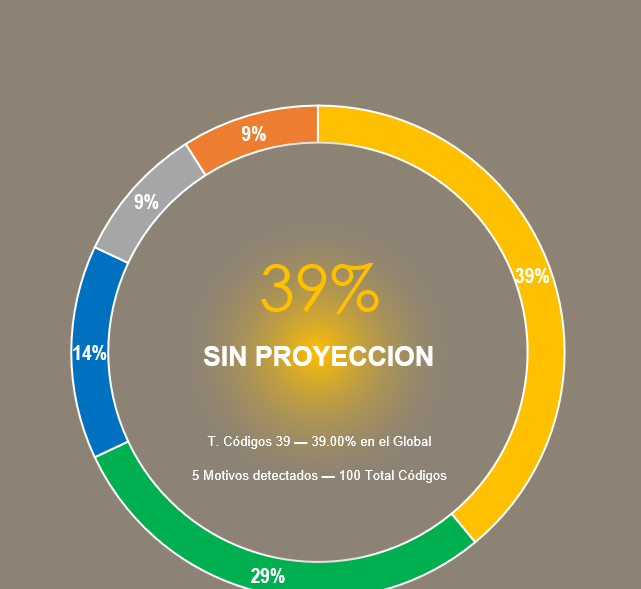 9%
9%
39%
39%
14%
SIN PROYECCION
T. Códigos 39 — 39.00% en el Global
5 Motivos detectados — 100 Total Códigos
29%